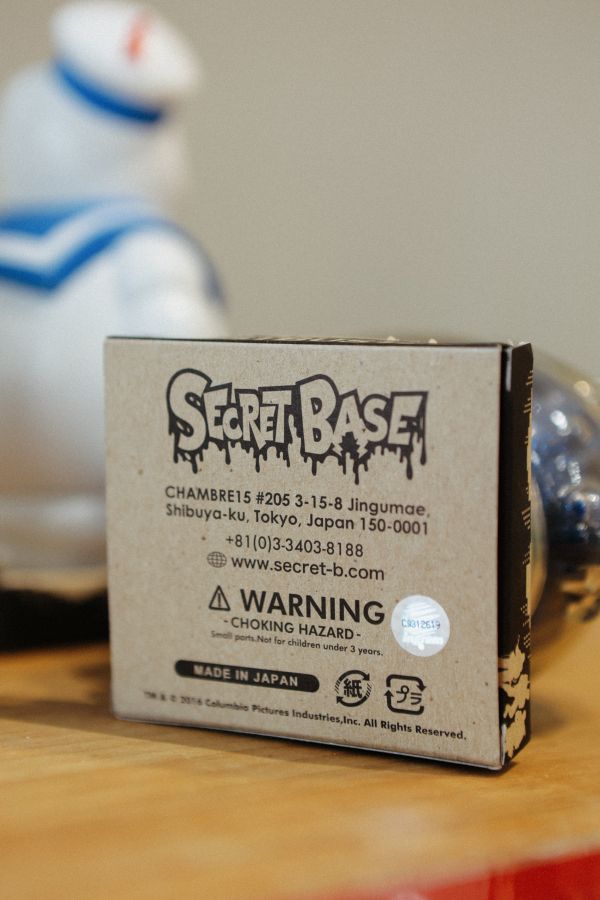 SECRET BASE
CHAMBRE15 #205 3-15-8 Jingumae,
Shibuya-ku, Tokyo, Japan 150-0001
+81(0)3-3403-8188
www.secret-b.com
WARNING
-CHOKING HAZARD-
Small parts.Not for children under 3 years.
MADE IN JAPAN
紙
プラ
TM & © 2016 Columbia Pictures Industries,Inc. All Rights Reserved.